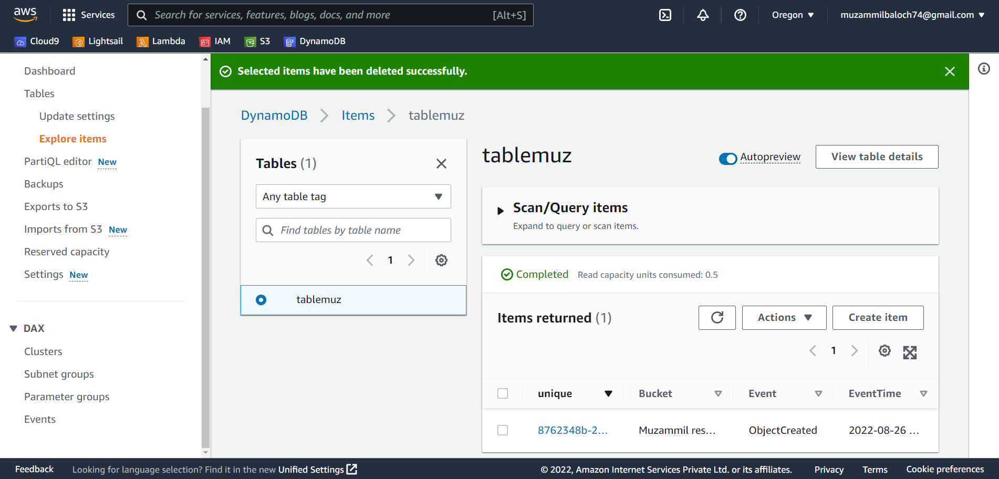 aws
Services
Search for services, features, blogs, docs, and more [Alt+S]
Oregon
muzammilbaloch74@gmail.com
Cloud9 Lightsail Lambda IAM S3 DynamoDB
Dashboard
Tables
Update settings
Explore items
PartiQL editor New
Backups
Exports to S3
Imports from S3 New
Reserved capacity
Settings New
DAX
Clusters
Subnet groups
Parameter groups
Events
Selected items have been deleted successfully.
DynamoDB Items tablemuz
Tables (1)
Any table tag
Find tables by table name
1
tablemuz
tablemuz
Autopreview
View table details
Scan/Query items
Expand to query or scan items.
Completed Read capacity units consumed: 0.5
Items returned (1)
Actions
Create item
1
unique Bucket Event EventTime
8762348b-2... Muzammil res... ObjectCreated 2022-08-26 ...
Feedback Looking for language selection? Find it in the new Unified Settings © 2022, Amazon Internet Services Private Ltd. or its affiliates. Privacy Terms Cookie preferences